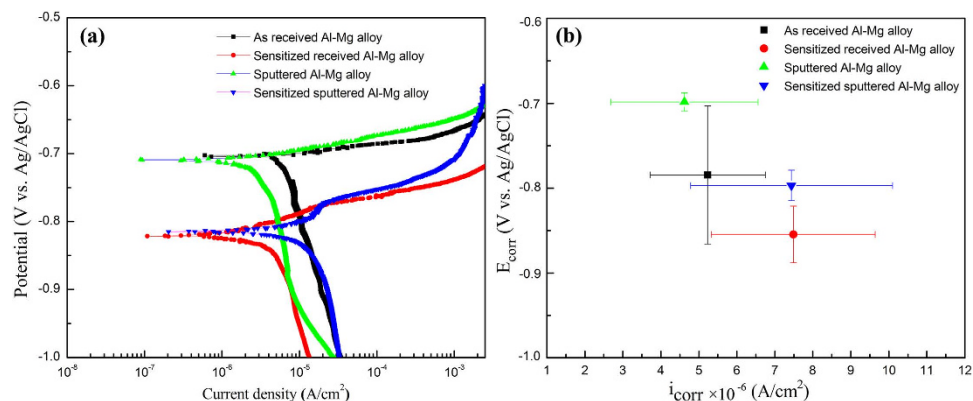 (a)
As received Al-Mg alloy
Sensitized received Al-Mg alloy
Sputtered Al-Mg alloy
Sensitized sputtered Al-Mg alloy
Potential (V vs. Ag/AgCl)
-0.5
-0.6
-0.7
-0.8
-0.9
-1.0
10⁻⁸ 10⁻⁷ 10⁻⁶ 10⁻⁵ 10⁻⁴ 10⁻³
Current density (A/cm²)
(b)
As received Al-Mg alloy
Sensitized received Al-Mg alloy
Sputtered Al-Mg alloy
Sensitized sputtered Al-Mg alloy
E_corr (V vs. Ag/AgCl)
-0.6
-0.7
-0.8
-0.9
-1.0
1 2 3 4 5 6 7 8 9 10 11 12
i_corr ×10⁻⁶ (A/cm²)